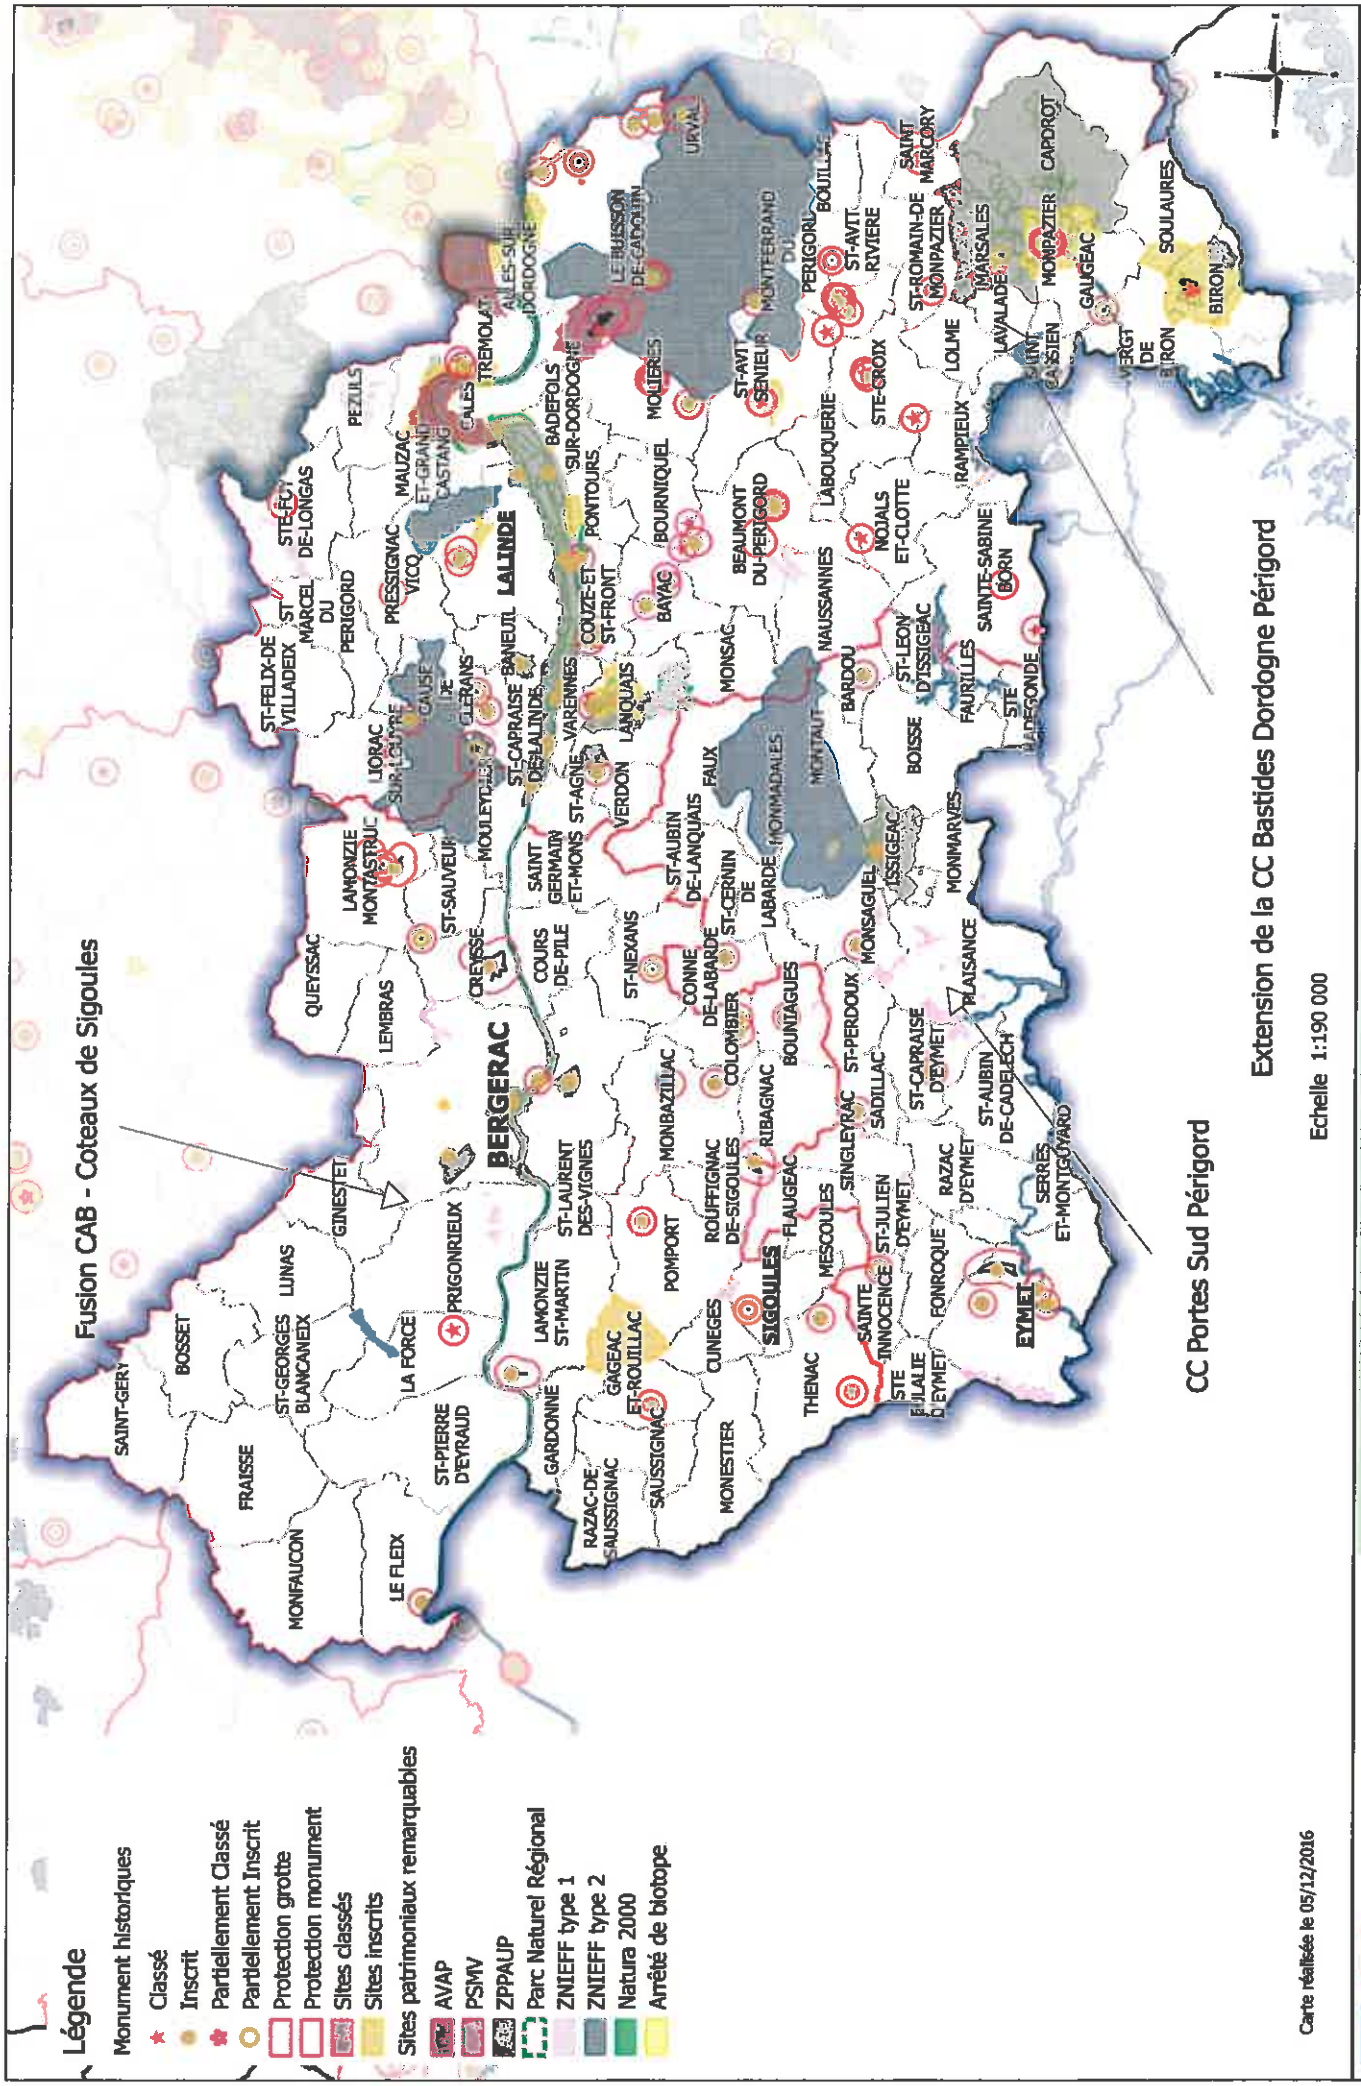 Fusion CAB - Coteaux de Sigoules
Légende
Monument historiques
Classé
Inscrit
Partiellement Classé
Partiellement Inscrit
Protection grotte
Protection monument
Sites classés
Sites inscrits
Sites patrimoniaux remarquables
AVAP
PSMV
ZPPAUP
Parc Naturel Régional
ZNIEFF type 1
ZNIEFF type 2
Natura 2000
Arrêté de biotope
Carte réalisée le 05/12/2016
SAINT-GERY
BOSSET
FRAISSE
MONFAUCON
LE FLEIX
ST-GEORGES
BLANCANEIX
LUNAS
GINESTET
LA FORCE
PRIGONRIEUX
ST-PIERRE
D'EYRAUD
QUEYSSAC
LEMBRAS
LAMONZIE
MONTASTRUC
ST-SAUVEUR
CREYSSE
MOULEYDIER
LIORAC
SUR-LOUYRE
ST-FELIX-DE
VILLADEIX
ST
MARCEL
DU
PERIGORD
STE-FOY
DE-LONGAS
PEZULS
PRESSIGNAC
VICQ
MAUZAC
ET-GRAND
CASTANG
CAUSE
DE
CLERANS
LALINDE
BANEUIL
ST-CAPRAISE
DE-LALINDE
CALES
TREMOLAT
ALLES-SUR
DORDOGNE
BADEFOLS
SUR-DORDOGNE
LE BUISSON
DE-CADOUIN
URVAL
BERGERAC
COURS
DE-PILE
SAINT
GERMAIN
ET-MONS
ST-AGNE
VARENNES
VERDON
LANQUAIS
COUZE-ET
ST-FRONT
PONTOURS
BAYAC
BOURNIQUEL
MOLIERES
MONTFERRAND
DU
PERIGORD
BOUILLAC
GARDONNE
LAMONZIE
ST-MARTIN
ST-LAURENT
DES-VIGNES
RAZAC-DE
SAUSSIGNAC
SAUSSIGNAC
GAGEAC
ET-ROUILLAC
MONESTIER
CUNEGES
POMPORT
MONBAZILLAC
ROUFFIGNAC
DE-SIGOULES
COLOMBIER
ST-NEXANS
CONNE
DE-LABARDE
ST-CERNIN
DE
LABARDE
ST-AUBIN
DE-LANQUAIS
FAUX
MONSAC
BEAUMONT
DU-PERIGORD
ST-AVIT
SENIEUR
ST-AVIT
RIVIERE
LABOUQUERIE
STE-CROIX
NAUSSANNES
NOJALS
ET-CLOTTE
RAMPIEUX
LOLME
ST-ROMAIN-DE
MONPAZIER
SAINT
MARCORY
MARSALES
LAVALADE
CAPDROT
MONPAZIER
GAUGEAC
SAINT
CASSIEN
VERGT
DE
BIRON
BIRON
SOULAURES
MONMADALES
MONTAUT
BARDOU
ST-LEON
D'ISSIGEAC
SAINTE-SABINE
BORN
FAURILLES
STE
RADEGONDE
BOISSE
ISSIGEAC
MONMARVES
MONSAGUEL
PLAISANCE
BOUNIAGUES
RIBAGNAC
ST-PERDOUX
SIGOULES
FLAUGEAC
MESCOULES
THENAC
SINGLEYRAC
SADILLAC
ST-CAPRAISE
D'EYMET
ST-AUBIN
DE-CADELECH
ST-JULIEN
D'EYMET
SAINTE
INNOCENCE
STE
EULALIE
D'EYMET
FONROQUE
RAZAC
D'EYMET
SERRES
ET-MONTGUYARD
EYMET
CC Portes Sud Périgord
Extension de la CC Bastides Dordogne Périgord
Echelle 1:190 000
N
E
S
W